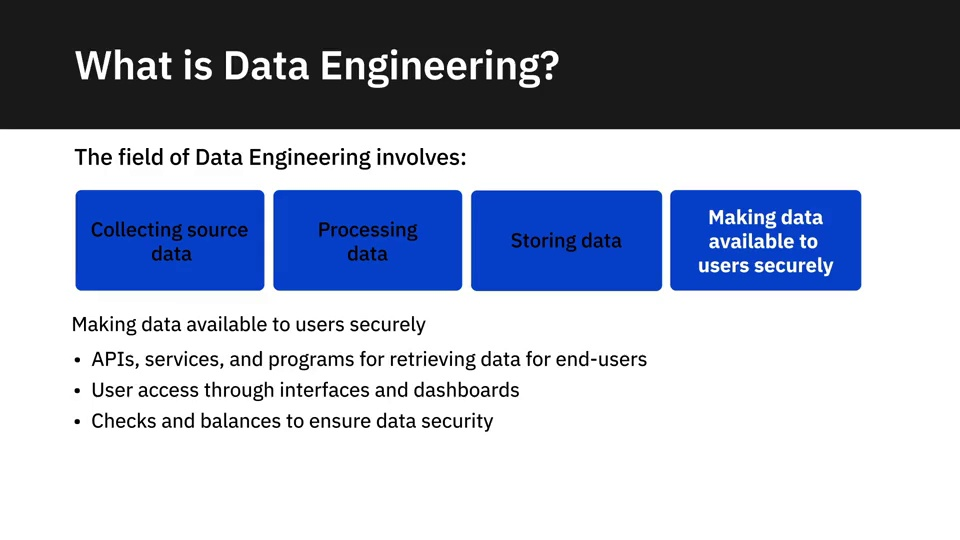 What is Data Engineering?
The field of Data Engineering involves:
Collecting source
data
Processing
data
Storing data
Making data
available to
users securely
Making data available to users securely
• APIs, services, and programs for retrieving data for end-users
• User access through interfaces and dashboards
• Checks and balances to ensure data security